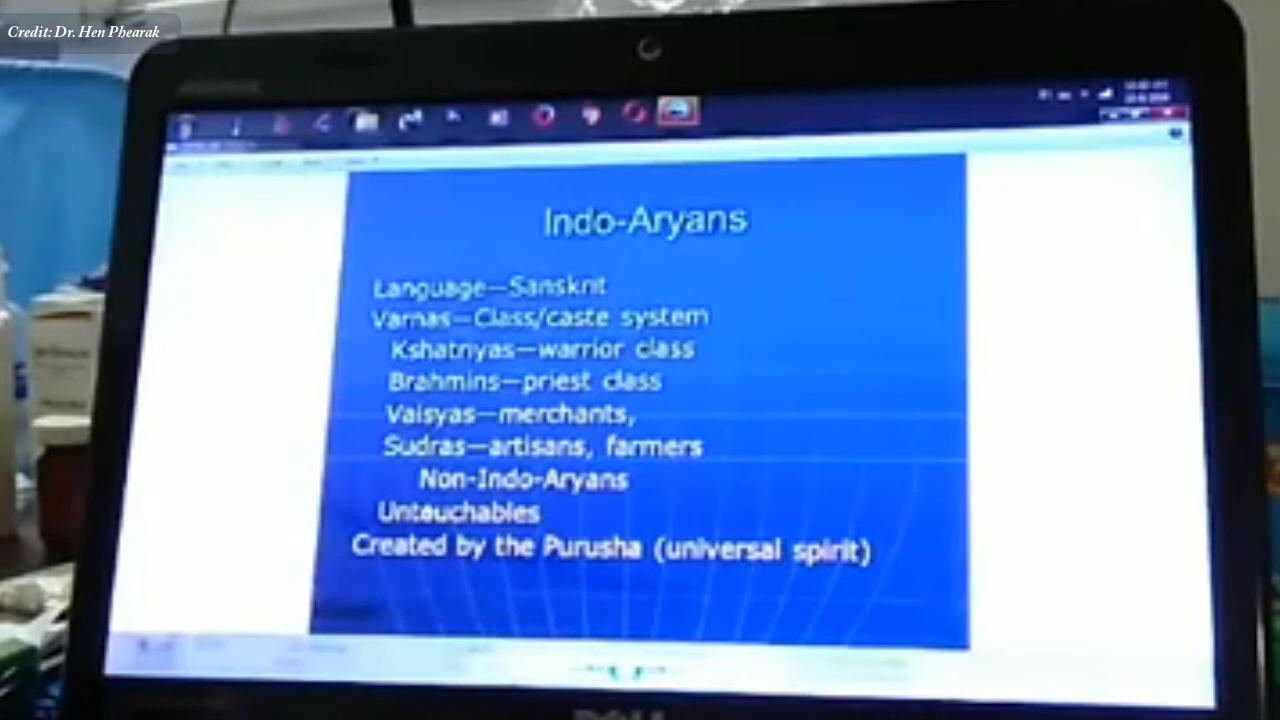 Credit: Dr. Hen Phearak
Indo-Aryans
Language—Sanskrit
Varnas—Class/caste system
Kshatriyas—warrior class
Brahmins—priest class
Vaisyas—merchants,
Sudras—artisans, farmers
Non-Indo-Aryans
Untouchables
Created by the Purusha (universal spirit)